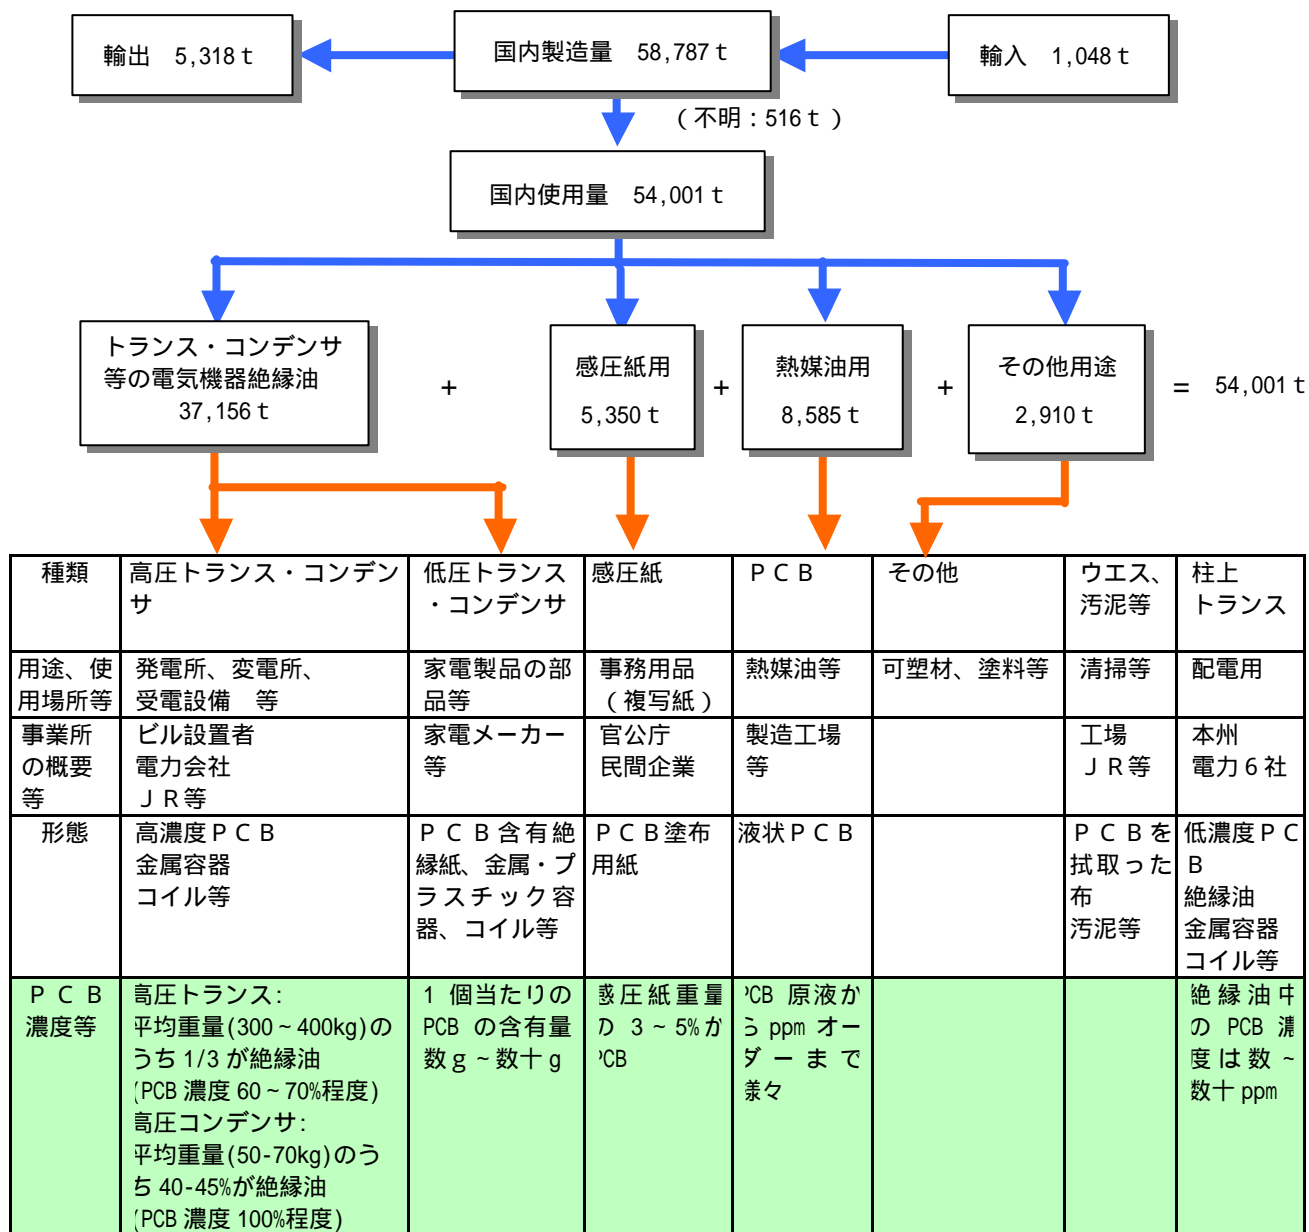 輸出　5,318ｔ
国内製造量　58,787ｔ
輸入　1,048ｔ
（不明：516ｔ）
国内使用量　54,001ｔ
トランス・コンデンサ
等の電気機器絶縁油
37,156ｔ
+
感圧紙用
5,350ｔ
+
熱媒油用
8,585ｔ
+
その他用途
2,910ｔ
=　54,001ｔ
種類
高圧トランス・コンデン
サ
低圧トランス
・コンデンサ
感圧紙
ＰＣＢ
その他
ウエス、
汚泥等
柱上
トランス
用途、使
用場所等
発電所、変電所、
受電設備　等
家電製品の部
品等
事務用品
（複写紙）
熱媒油等
可塑材、塗料等
清掃等
配電用
事業所
の概要
等
ビル設置者
電力会社
ＪＲ等
家電メーカー
等
官公庁
民間企業
製造工場
等
工場
ＪＲ等
本州
電力６社
形態
高濃度ＰＣＢ
金属容器
コイル等
ＰＣＢ含有絶
縁紙、金属・プ
ラスチック容
器、コイル等
ＰＣＢ塗布
用紙
液状ＰＣＢ
ＰＣＢを
拭取った
布
汚泥等
低濃度ＰＣ
Ｂ
絶縁油
金属容器
コイル等
ＰＣＢ
濃度等
高圧トランス:
平均重量(300～400kg)の
うち1/3が絶縁油
(PCB濃度60～70%程度)
高圧コンデンサ:
平均重量(50-70kg)のう
ち40-45%が絶縁油
(PCB濃度100%程度)
1 個当たりの
PCB の含有量
数ｇ～数十ｇ
感圧紙重量
の 3～5%が
PCB
PCB 原液か
ら ppm オー
ダーまで
様々
絶縁油中
の PCB 濃
度は数～
数十 ppm